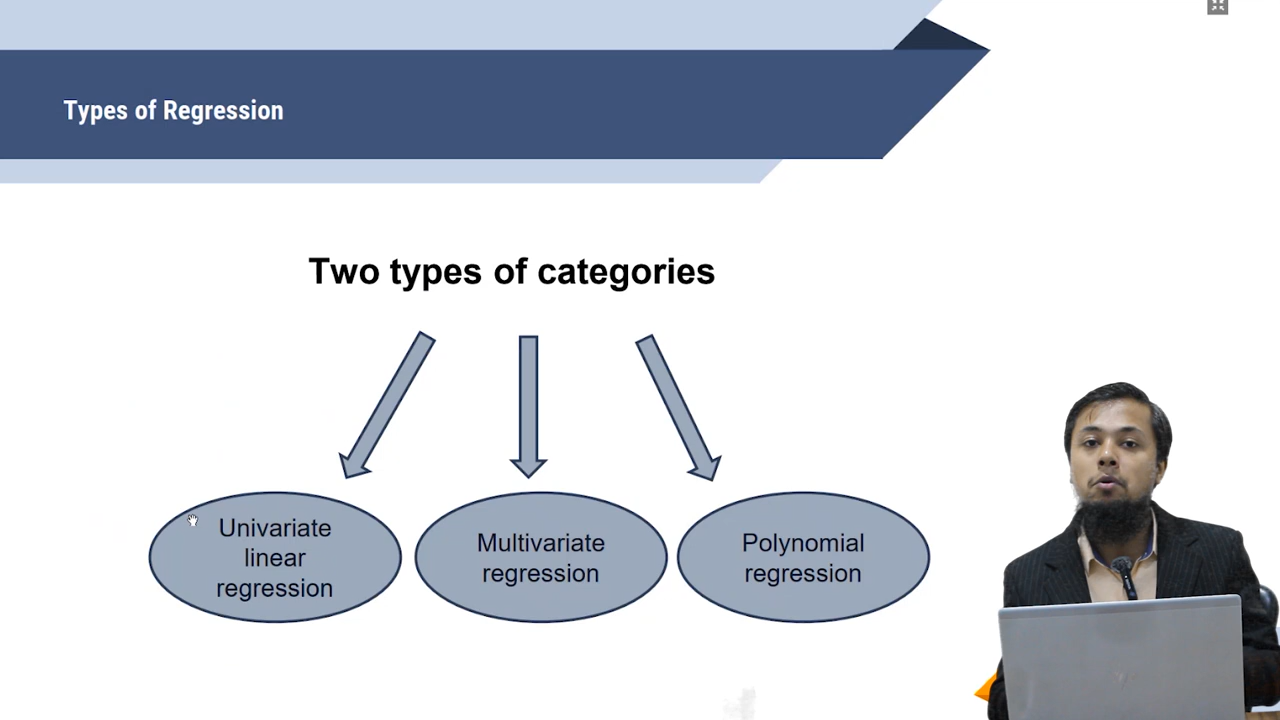 Types of Regression
Two types of categories
Univariate
linear
regression
Multivariate
regression
Polynomial
regression